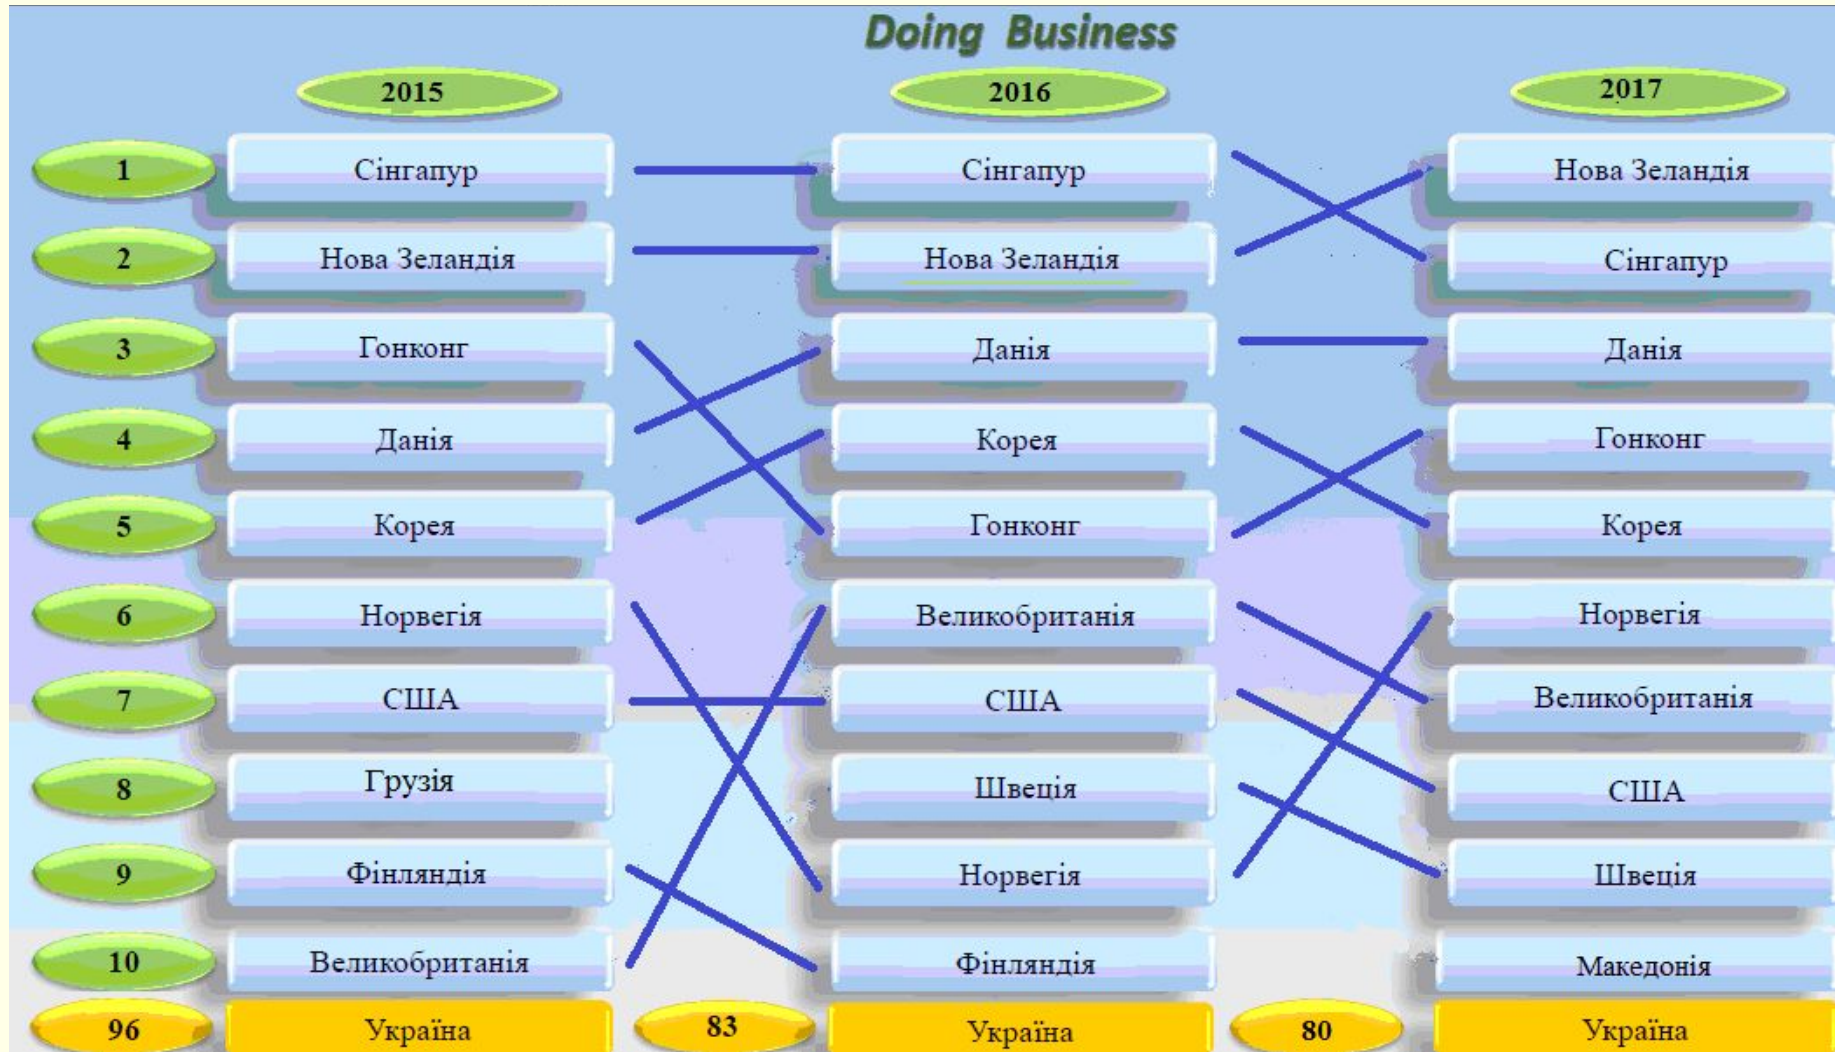 Doing Business
2015 2016 2017
1 Сінгапур Сінгапур Нова Зеландія
2 Нова Зеландія Нова Зеландія Сінгапур
3 Гонконг Данія Данія
4 Данія Корея Гонконг
5 Корея Гонконг Корея
6 Норвегія Великобританія Норвегія
7 США США Великобританія
8 Грузія Швеція США
9 Фінляндія Норвегія Швеція
10 Великобританія Фінляндія Македонія
96 Україна 83 Україна 80 Україна